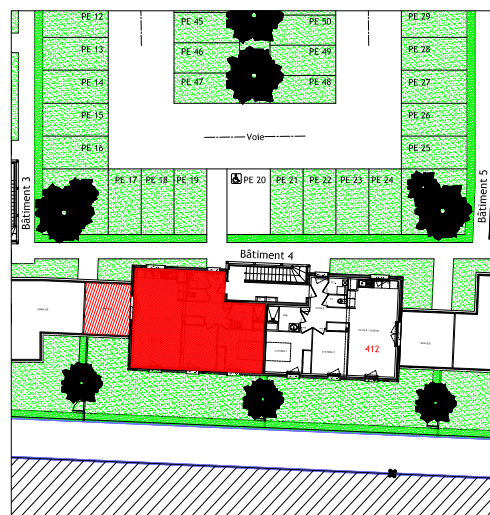 PE 12
PE 13
PE 14
PE 15
PE 16
PE 45
PE 46
PE 47
PE 50
PE 49
PE 48
PE 29
PE 28
PE 27
PE 26
PE 25
Voie
PE 17 PE 18 PE 19 PE 20 PE 21 PE 22 PE 23 PE 24
Bâtiment 3
Bâtiment 5
Bâtiment 4
412